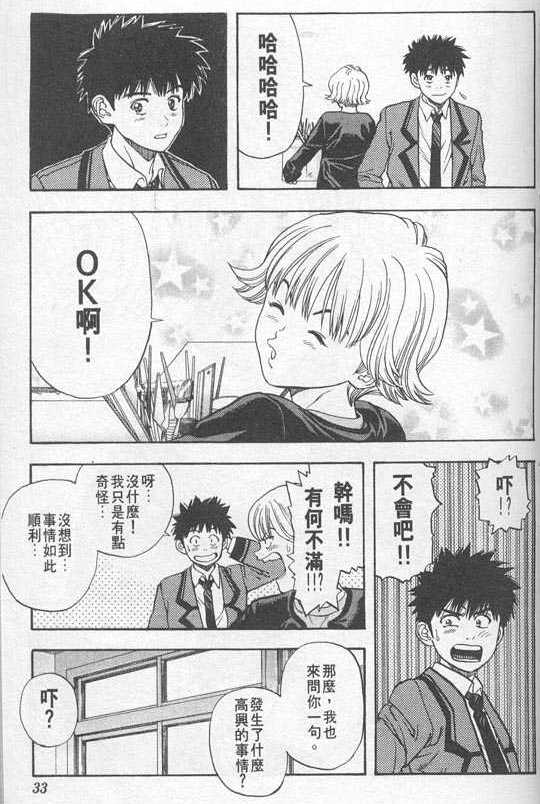 哈哈哈哈！
OK啊！
吓!?
不會吧!!
幹嗎!!
有何不滿!!?
呀…
沒什麼！
我只是有點
奇怪…
沒想到…
事情如此
順利…
那麼，我也
來問你一句。
發生了什麼
高興的事情？
吓？
33